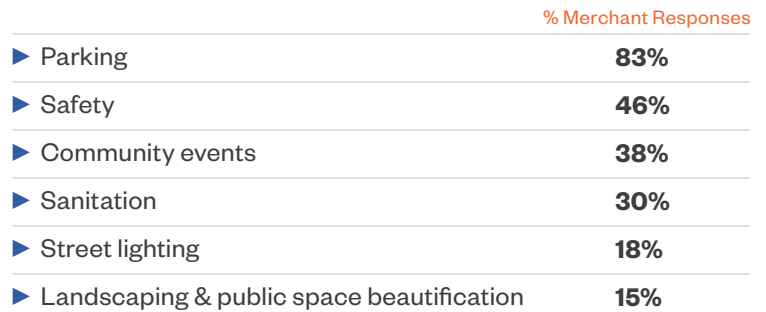 % Merchant Responses
▶ Parking 83%
▶ Safety 46%
▶ Community events 38%
▶ Sanitation 30%
▶ Street lighting 18%
▶ Landscaping & public space beautification 15%